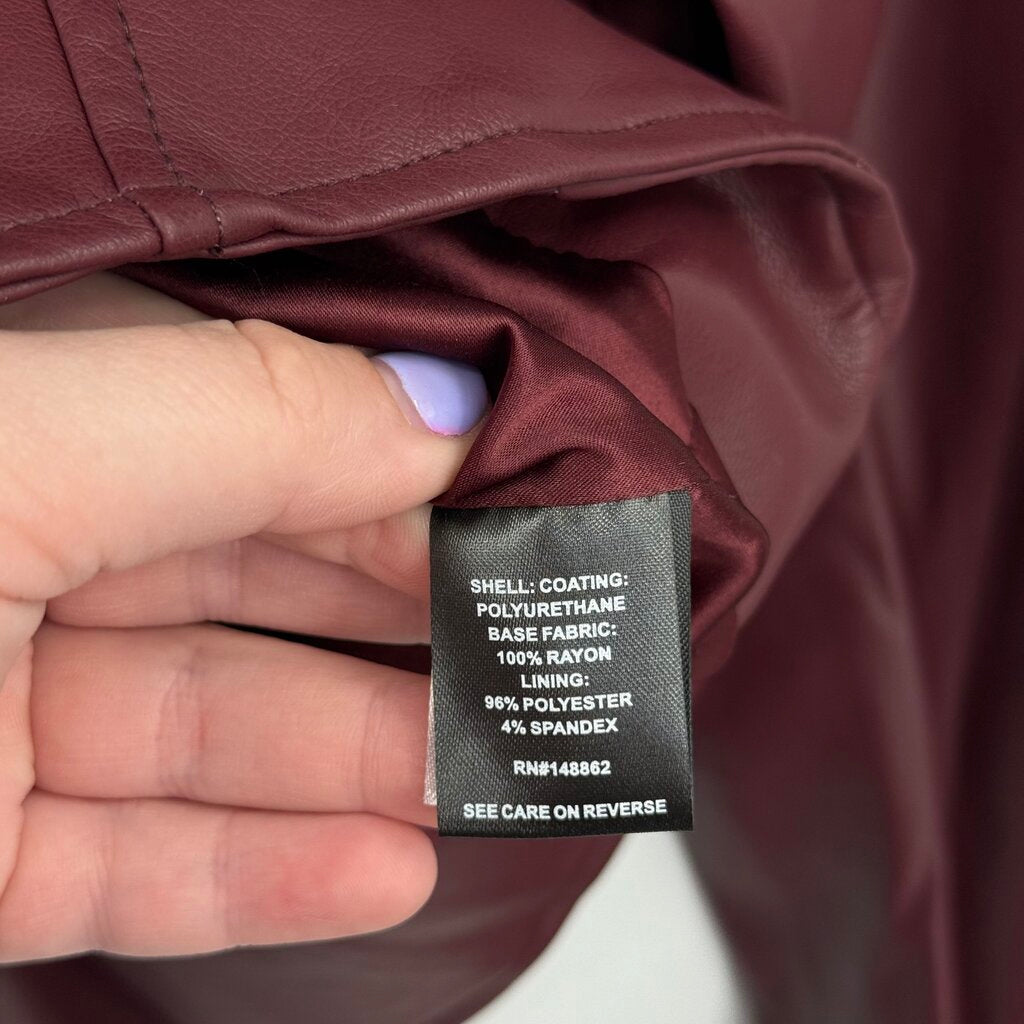 SHELL: COATING:
POLYURETHANE
BASE FABRIC:
100% RAYON
LINING:
96% POLYESTER
4% SPANDEX
RN#148862
SEE CARE ON REVERSE